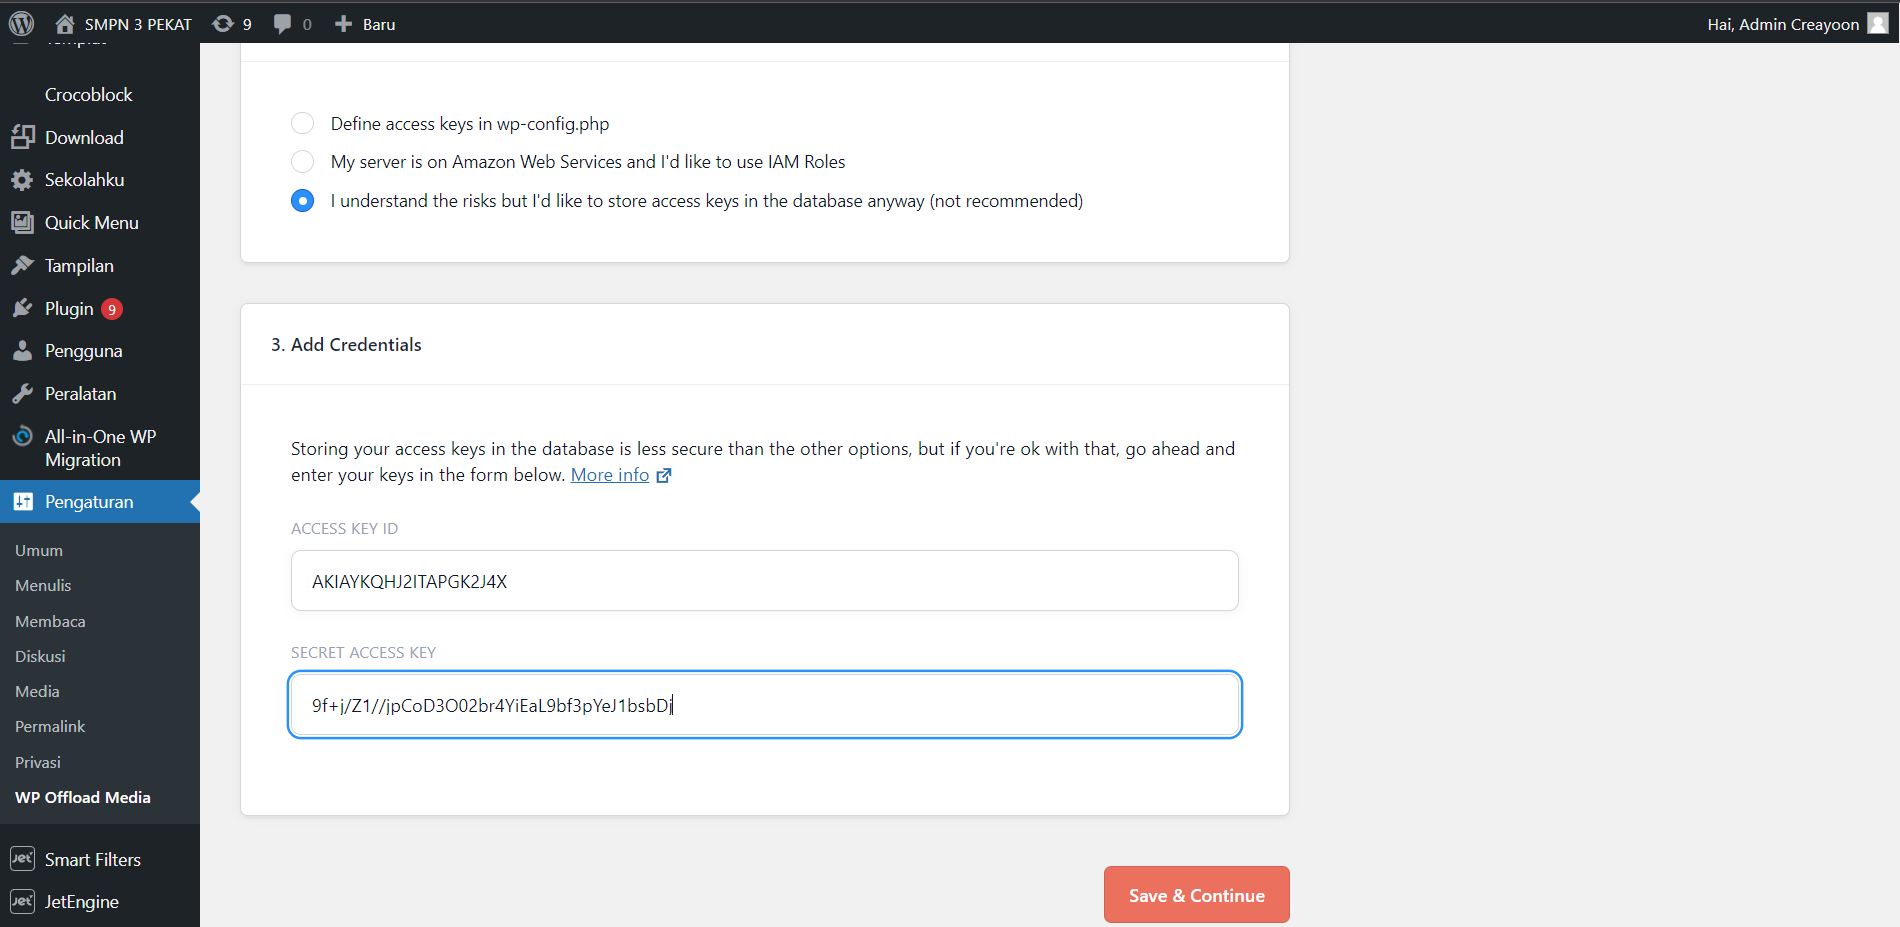 SMPN 3 PEKAT 9 0 Baru Hai, Admin Creayoon
Crocoblock
Download
Sekolahku
Quick Menu
Tampilan
Plugin 9
Pengguna
Peralatan
All-in-One WP
Migration
Pengaturan
Umum
Menulis
Membaca
Diskusi
Media
Permalink
Privasi
WP Offload Media
Smart Filters
JetEngine
Define access keys in wp-config.php
My server is on Amazon Web Services and I'd like to use IAM Roles
I understand the risks but I'd like to store access keys in the database anyway (not recommended)
3. Add Credentials
Storing your access keys in the database is less secure than the other options, but if you're ok with that, go ahead and
enter your keys in the form below. More info
ACCESS KEY ID
AKIAYKQHJ2ITAPGK2J4X
SECRET ACCESS KEY
9f+j/Z1//jpCoD3O02br4YiEaL9bf3pYeJ1bsbDj
Save & Continue